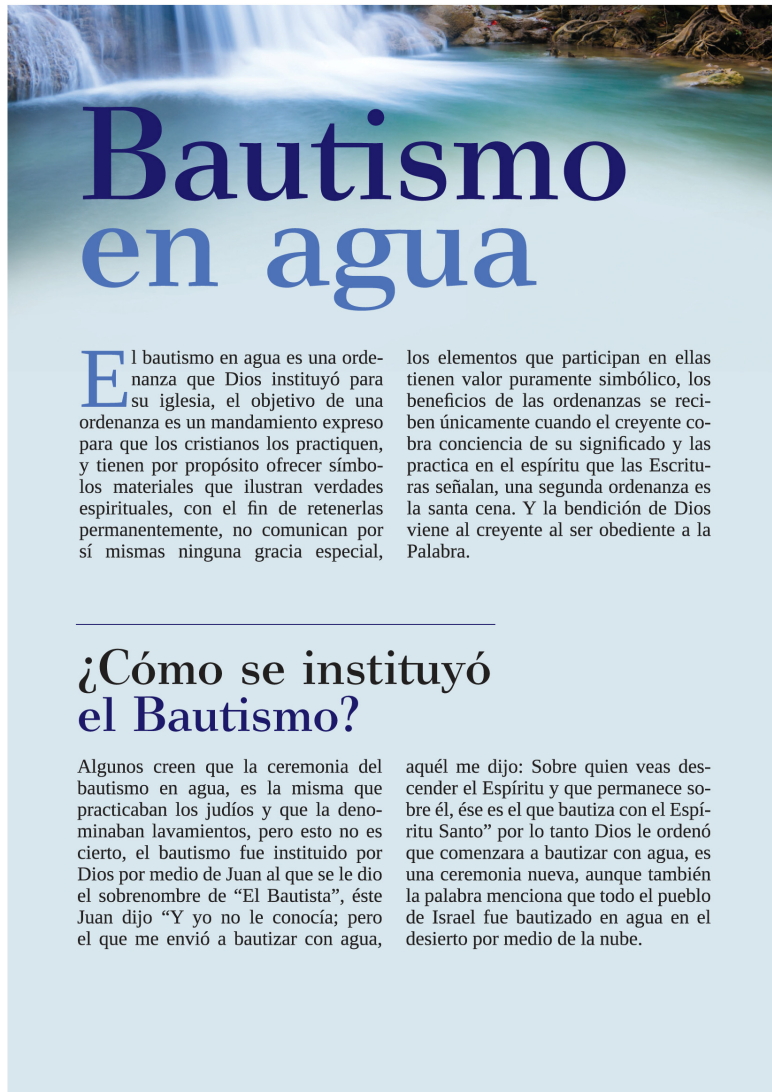 Bautismo
en agua
El bautismo en agua es una orde-
nanza que Dios instituyó para
su iglesia, el objetivo de una
ordenanza es un mandamiento expreso
para que los cristianos los practiquen,
y tienen por propósito ofrecer símbo-
los materiales que ilustran verdades
espirituales, con el fin de retenerlas
permanentemente, no comunican por
sí mismas ninguna gracia especial,
los elementos que participan en ellas
tienen valor puramente simbólico, los
beneficios de las ordenanzas se reci-
ben únicamente cuando el creyente co-
bra conciencia de su significado y las
practica en el espíritu que las Escritu-
ras señalan, una segunda ordenanza es
la santa cena. Y la bendición de Dios
viene al creyente al ser obediente a la
Palabra.
¿Cómo se instituyó
el Bautismo?
Algunos creen que la ceremonia del
bautismo en agua, es la misma que
practicaban los judíos y que la deno-
minaban lavamientos, pero esto no es
cierto, el bautismo fue instituido por
Dios por medio de Juan al que se le dio
el sobrenombre de “El Bautista”, éste
Juan dijo “Y yo no le conocía; pero
el que me envió a bautizar con agua,
aquél me dijo: Sobre quien veas des-
cender el Espíritu y que permanece so-
bre él, ése es el que bautiza con el Espí-
ritu Santo” por lo tanto Dios le ordenó
que comenzara a bautizar con agua, es
una ceremonia nueva, aunque también
la palabra menciona que todo el pueblo
de Israel fue bautizado en agua en el
desierto por medio de la nube.